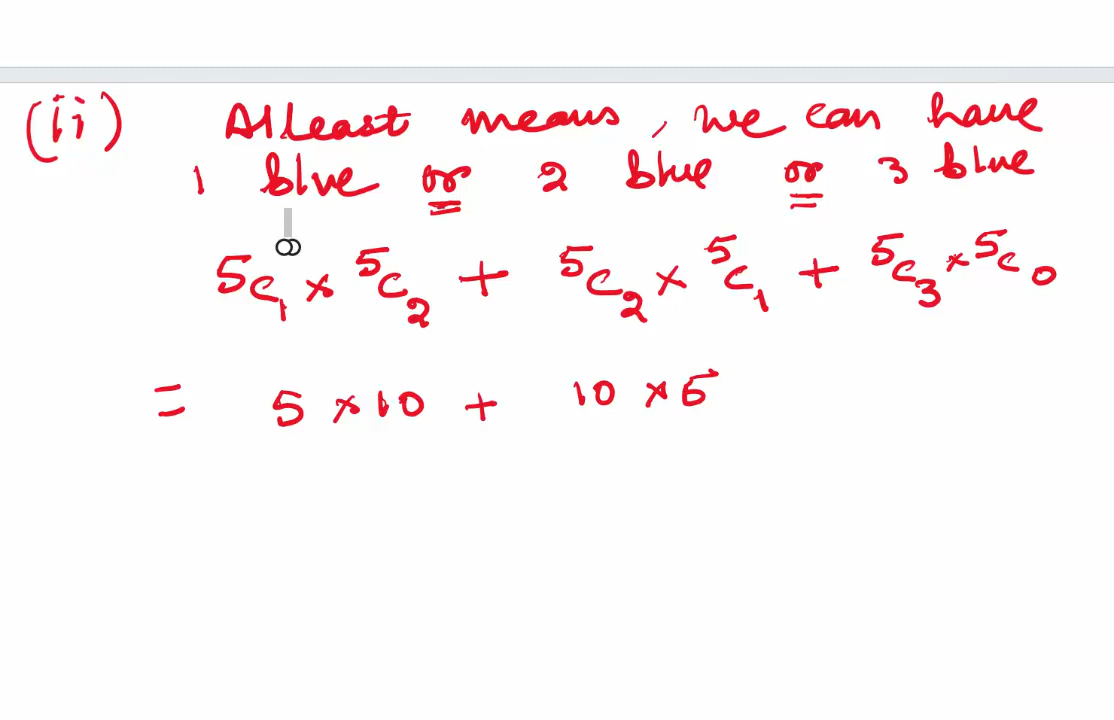 (ii) Atleast means, we can have
1 blue or 2 blue or 3 blue
⁵C₁ × ⁵C₂ + ⁵C₂ × ⁵C₁ + ⁵C₃ × ⁵C₀
= 5 × 10 + 10 × 5